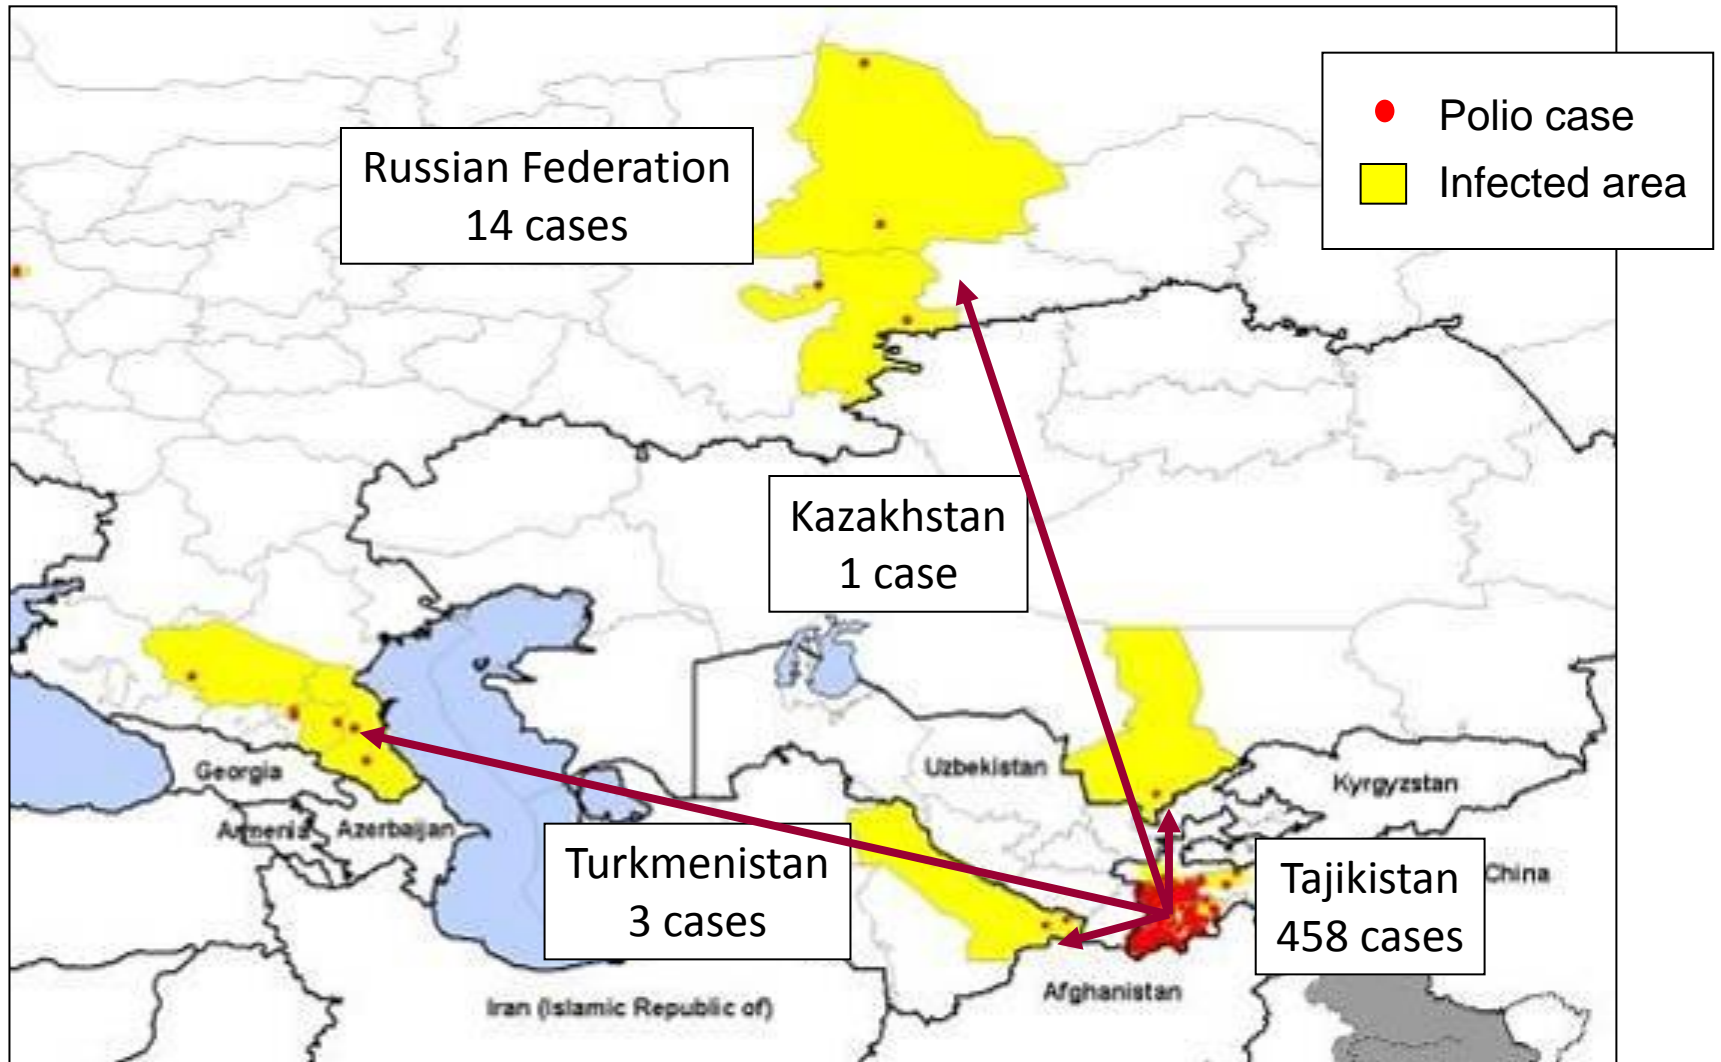 Polio case
Infected area
Russian Federation
14 cases
Kazakhstan
1 case
Uzbekistan
Kyrgyzstan
Georgia
Armenia
Azerbaijan
Turkmenistan
3 cases
Tajikistan
458 cases
China
Iran (Islamic Republic of)
Afghanistan